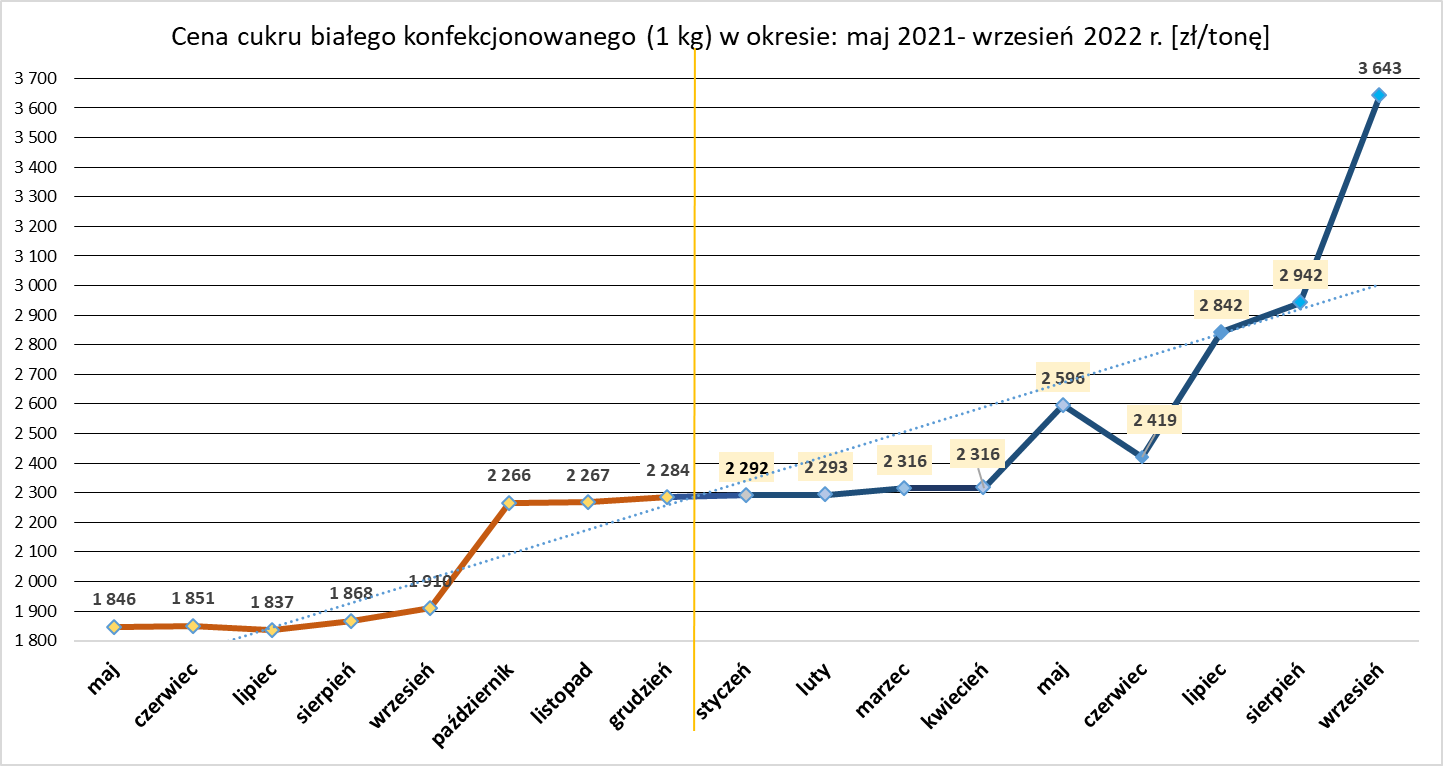 Cena cukru białego konfekcjonowanego (1 kg) w okresie: maj 2021- wrzesień 2022 r. [zł/tonę]
3 700
3 600
3 500
3 400
3 300
3 200
3 100
3 000
2 900
2 800
2 700
2 600
2 500
2 400
2 300
2 200
2 100
2 000
1 900
1 800
1 846
1 851
1 837
1 868
1 910
2 266
2 267
2 284
2 292
2 293
2 316
2 316
2 596
2 419
2 842
2 942
3 643
maj
czerwiec
lipiec
sierpień
wrzesień
październik
listopad
grudzień
styczeń
luty
marzec
kwiecień
maj
czerwiec
lipiec
sierpień
wrzesień